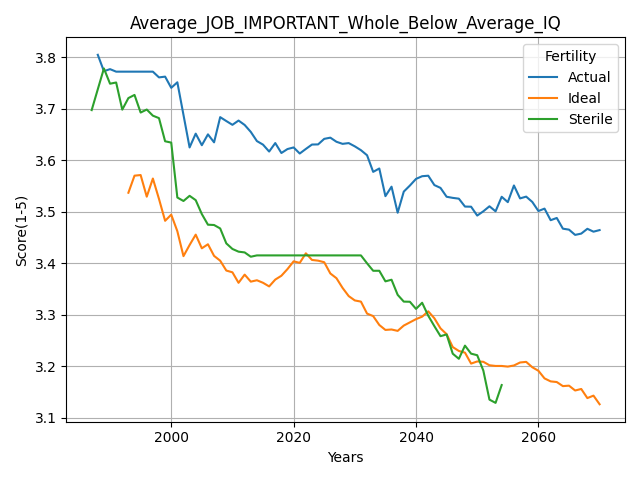 Average_JOB_IMPORTANT_Whole_Below_Average_IQ
Fertility
Actual
Ideal
Sterile
3.8
3.7
3.6
3.5
3.4
3.3
3.2
3.1
Score(1-5)
2000 2020 2040 2060
Years